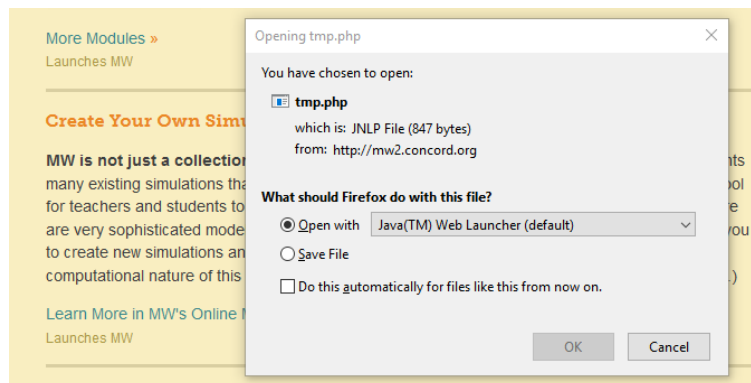 More Modules »
Launches MW
Create Your Own Simu
MW is not just a collection
many existing simulations tha
for teachers and students to
are very sophisticated mode
to create new simulations an
computational nature of this
Learn More in MW's Online M
Launches MW
Opening tmp.php
You have chosen to open:
tmp.php
which is: JNLP File (847 bytes)
from: http://mw2.concord.org
What should Firefox do with this file?
Open with Java(TM) Web Launcher (default)
Save File
Do this automatically for files like this from now on.
OK Cancel
nts
ool
re
you
.)